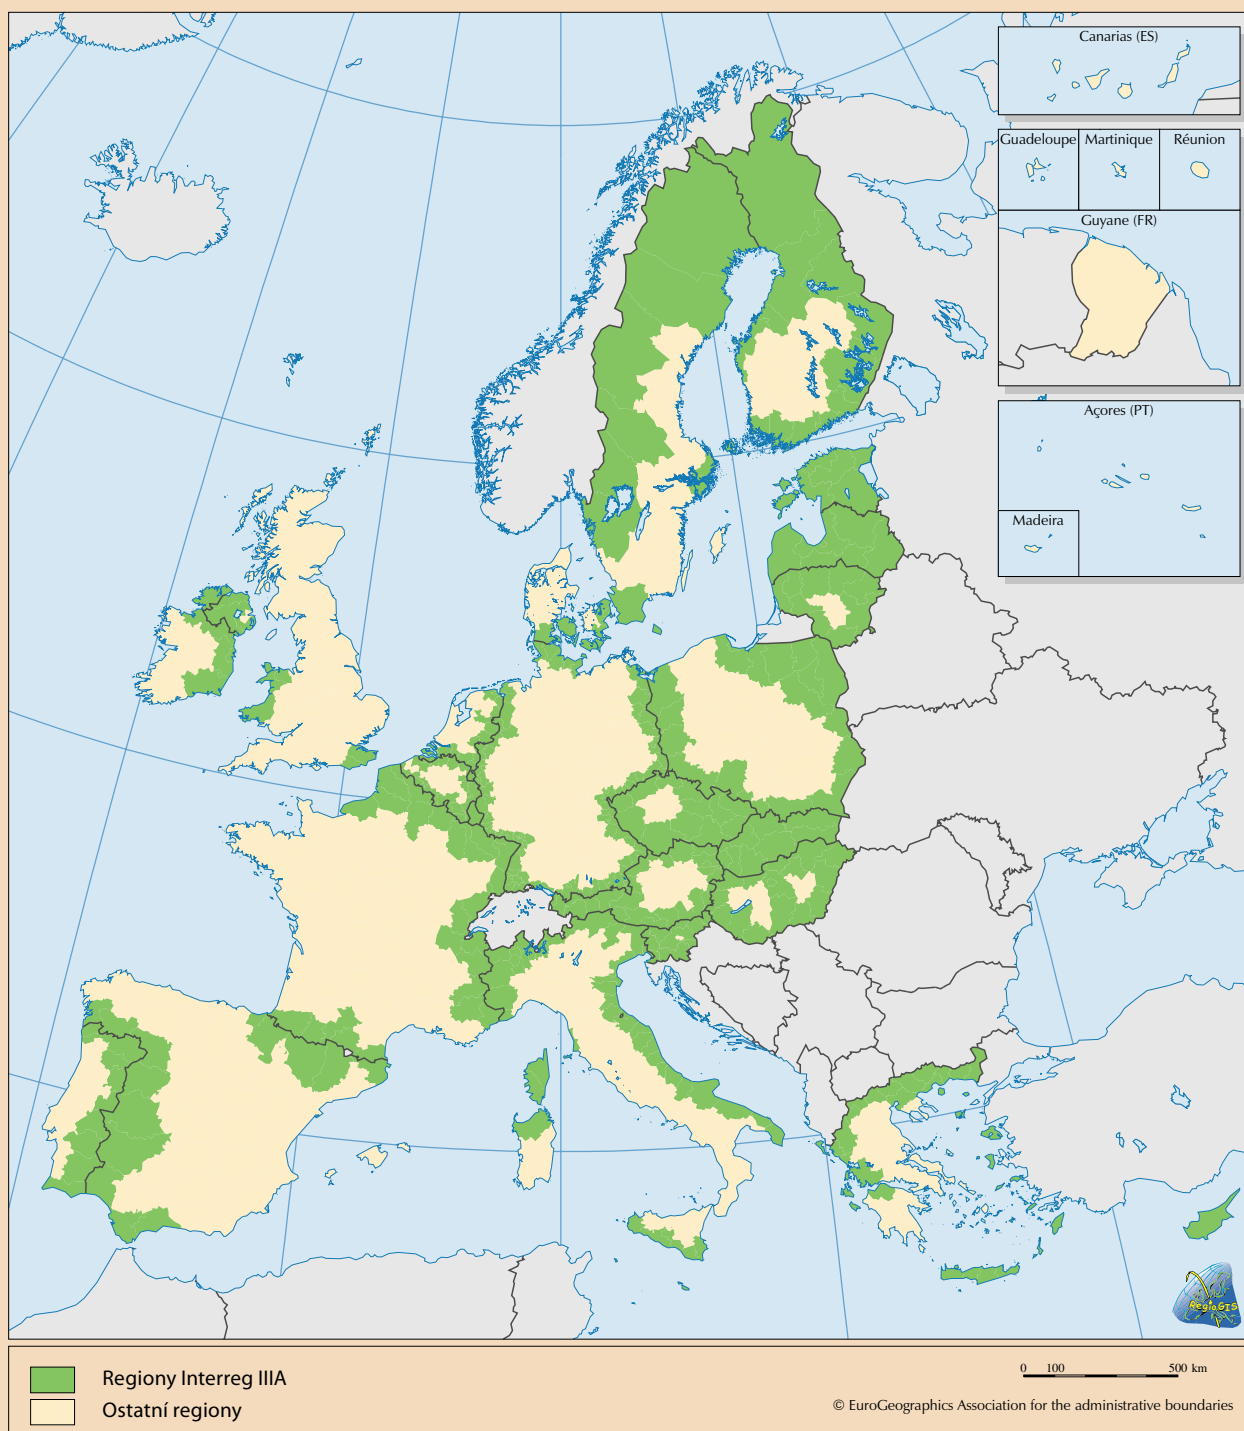 Canarias (ES)
Guadeloupe
Martinique
Réunion
Guyane (FR)
Açores (PT)
Madeira
RegioGIS
Regiony Interreg IIIA
Ostatní regiony
0 100 500 km
© EuroGeographics Association for the administrative boundaries